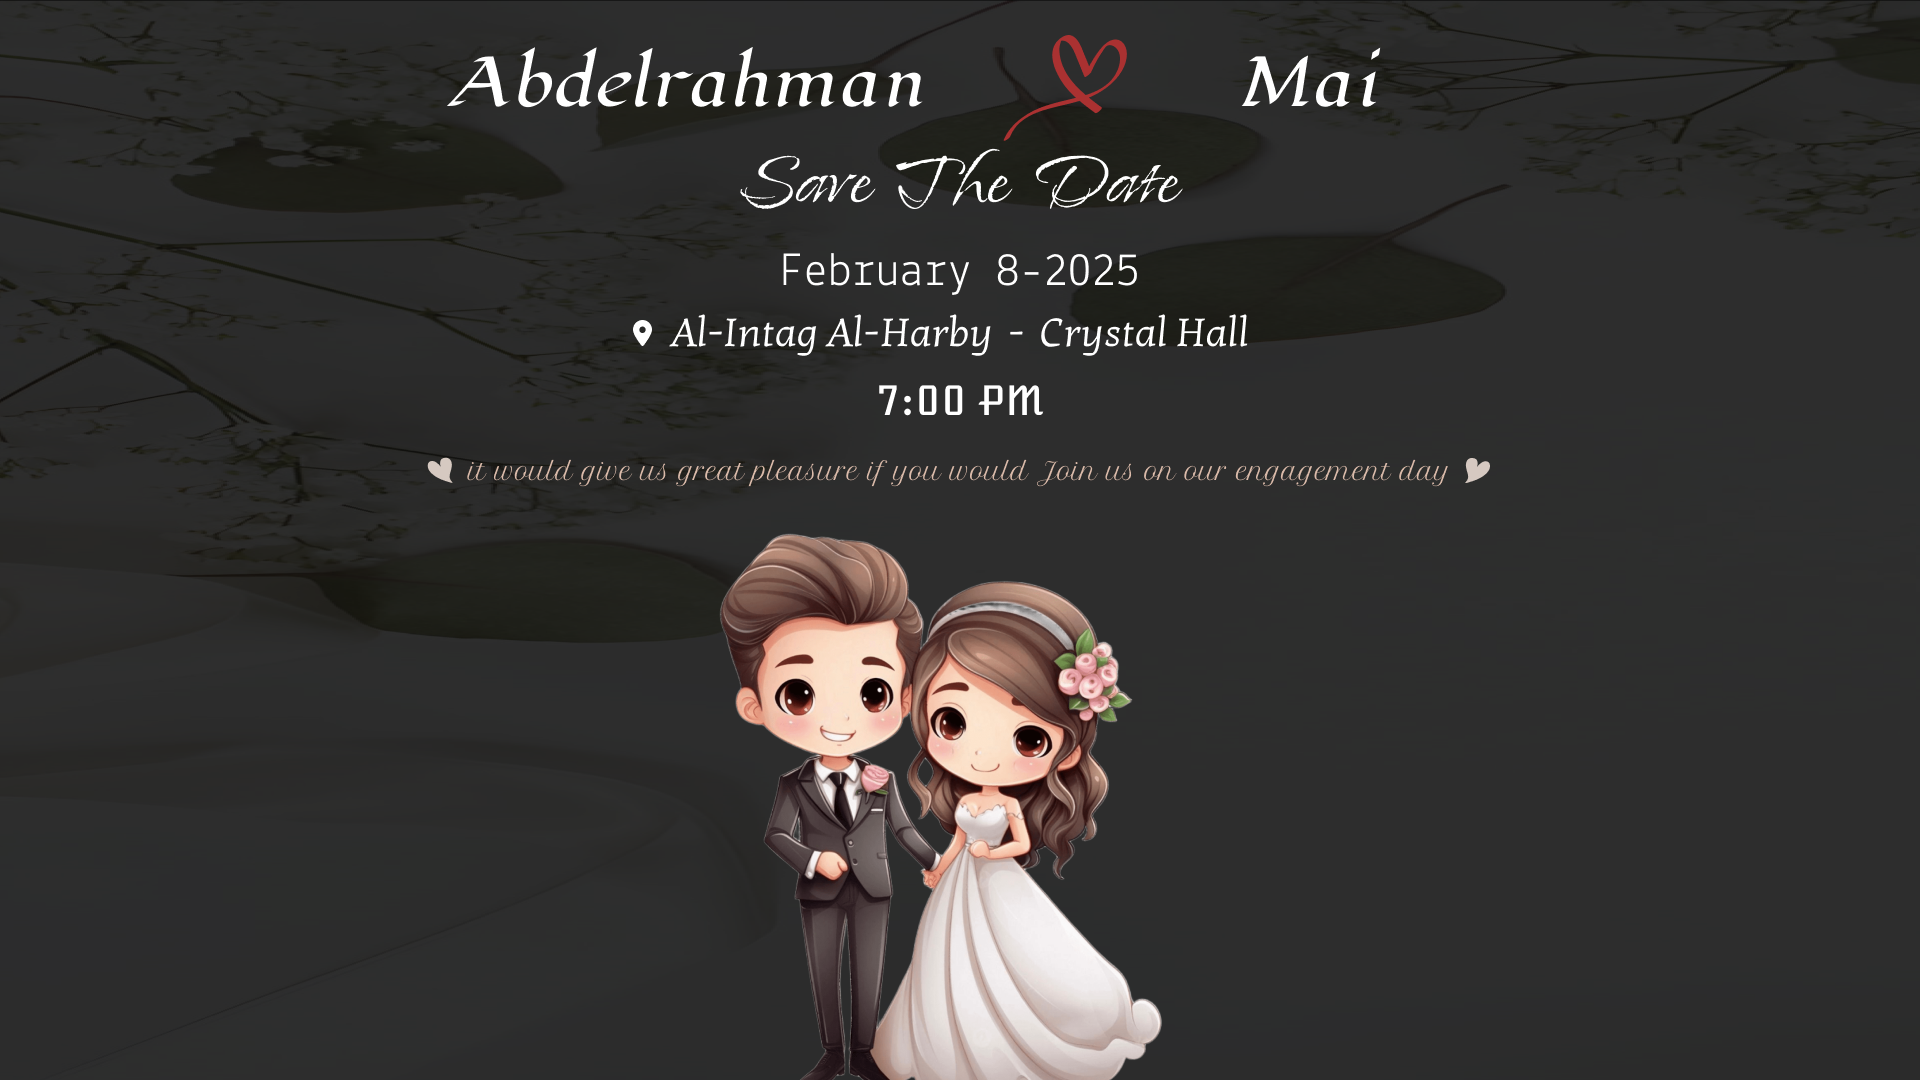 Abdelrahman Mai
Save The Date
February 8-2025
Al-Intag Al-Harby - Crystal Hall
7:00 PM
it would give us great pleasure if you would Join us on our engagement day